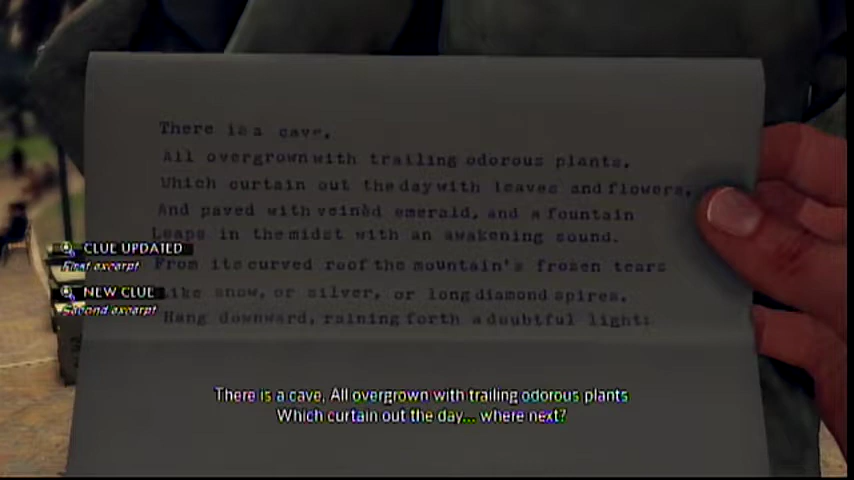 There is a cave,
All overgrown with trailing odorous plants,
Which curtain out the day with leaves and flowers,
And paved with veinèd emerald, and a fountain
Leaps in the midst with an awakening sound.
CLUE UPDATED
First excerpt
From its curved roof the mountain's frozen tears
NEW CLUE
Like snow, or silver, or long diamond spires,
Second excerpt
Hang downward, raining forth a doubtful light:
There is a cave, All overgrown with trailing odorous plants
Which curtain out the day... where next?